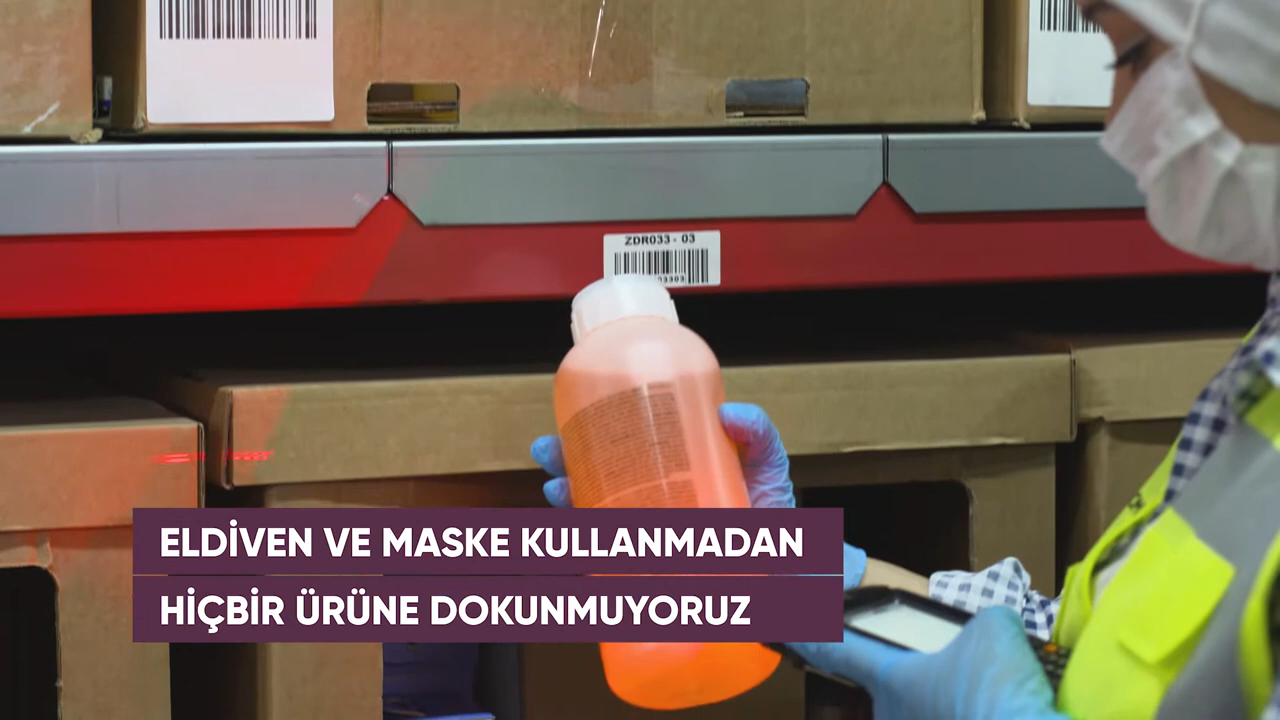 ZDR033 - 03
ELDİVEN VE MASKE KULLANMADAN
HİÇBİR ÜRÜNE DOKUNMUYORUZ